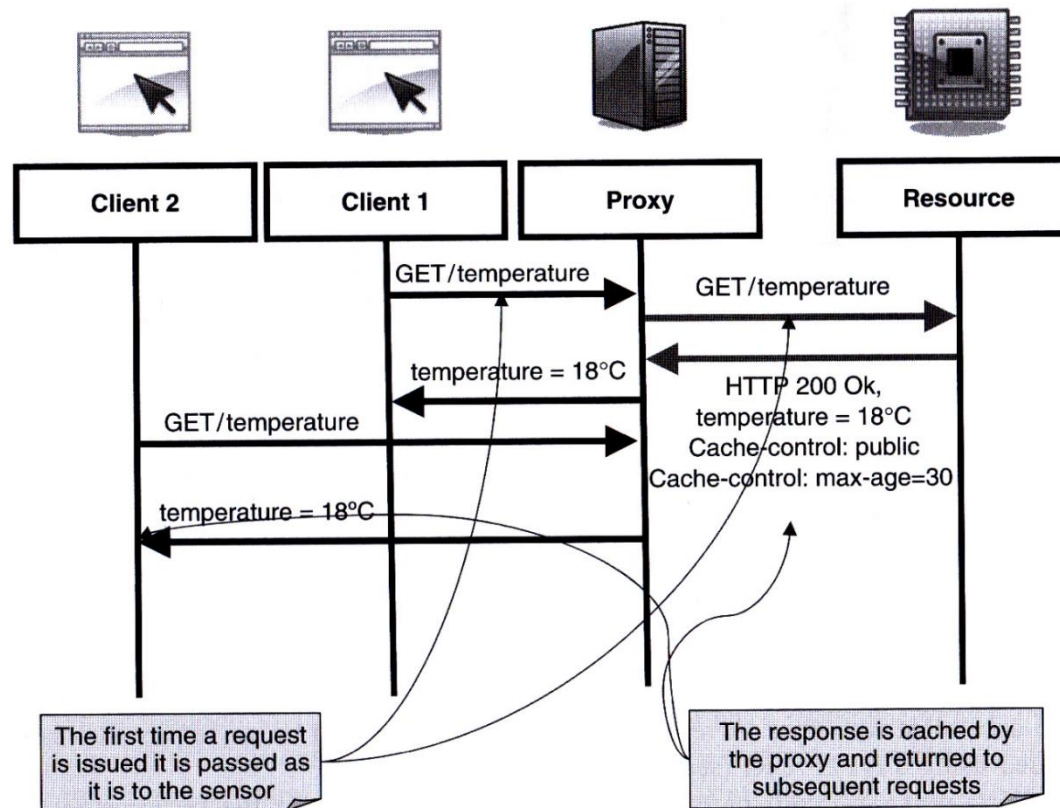 Client 2
Client 1
Proxy
Resource
GET/temperature
GET/temperature
temperature = 18°C
HTTP 200 Ok,
temperature = 18°C
Cache-control: public
Cache-control: max-age=30
GET/temperature
temperature = 18ºC
The first time a request
is issued it is passed as
it is to the sensor
The response is cached by
the proxy and returned to
subsequent requests